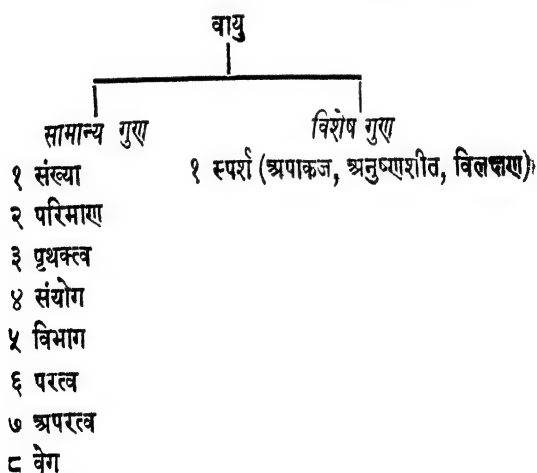 वायु
सामान्य गुण विशेष गुण
१ संख्या १ स्पर्श (अपाकज, अनुष्णशीत, विलक्षण)
२ परिमाण
३ पृथक्त्व
४ संयोग
५ विभाग
६ परत्व
७ अपरत्व
८ वेग